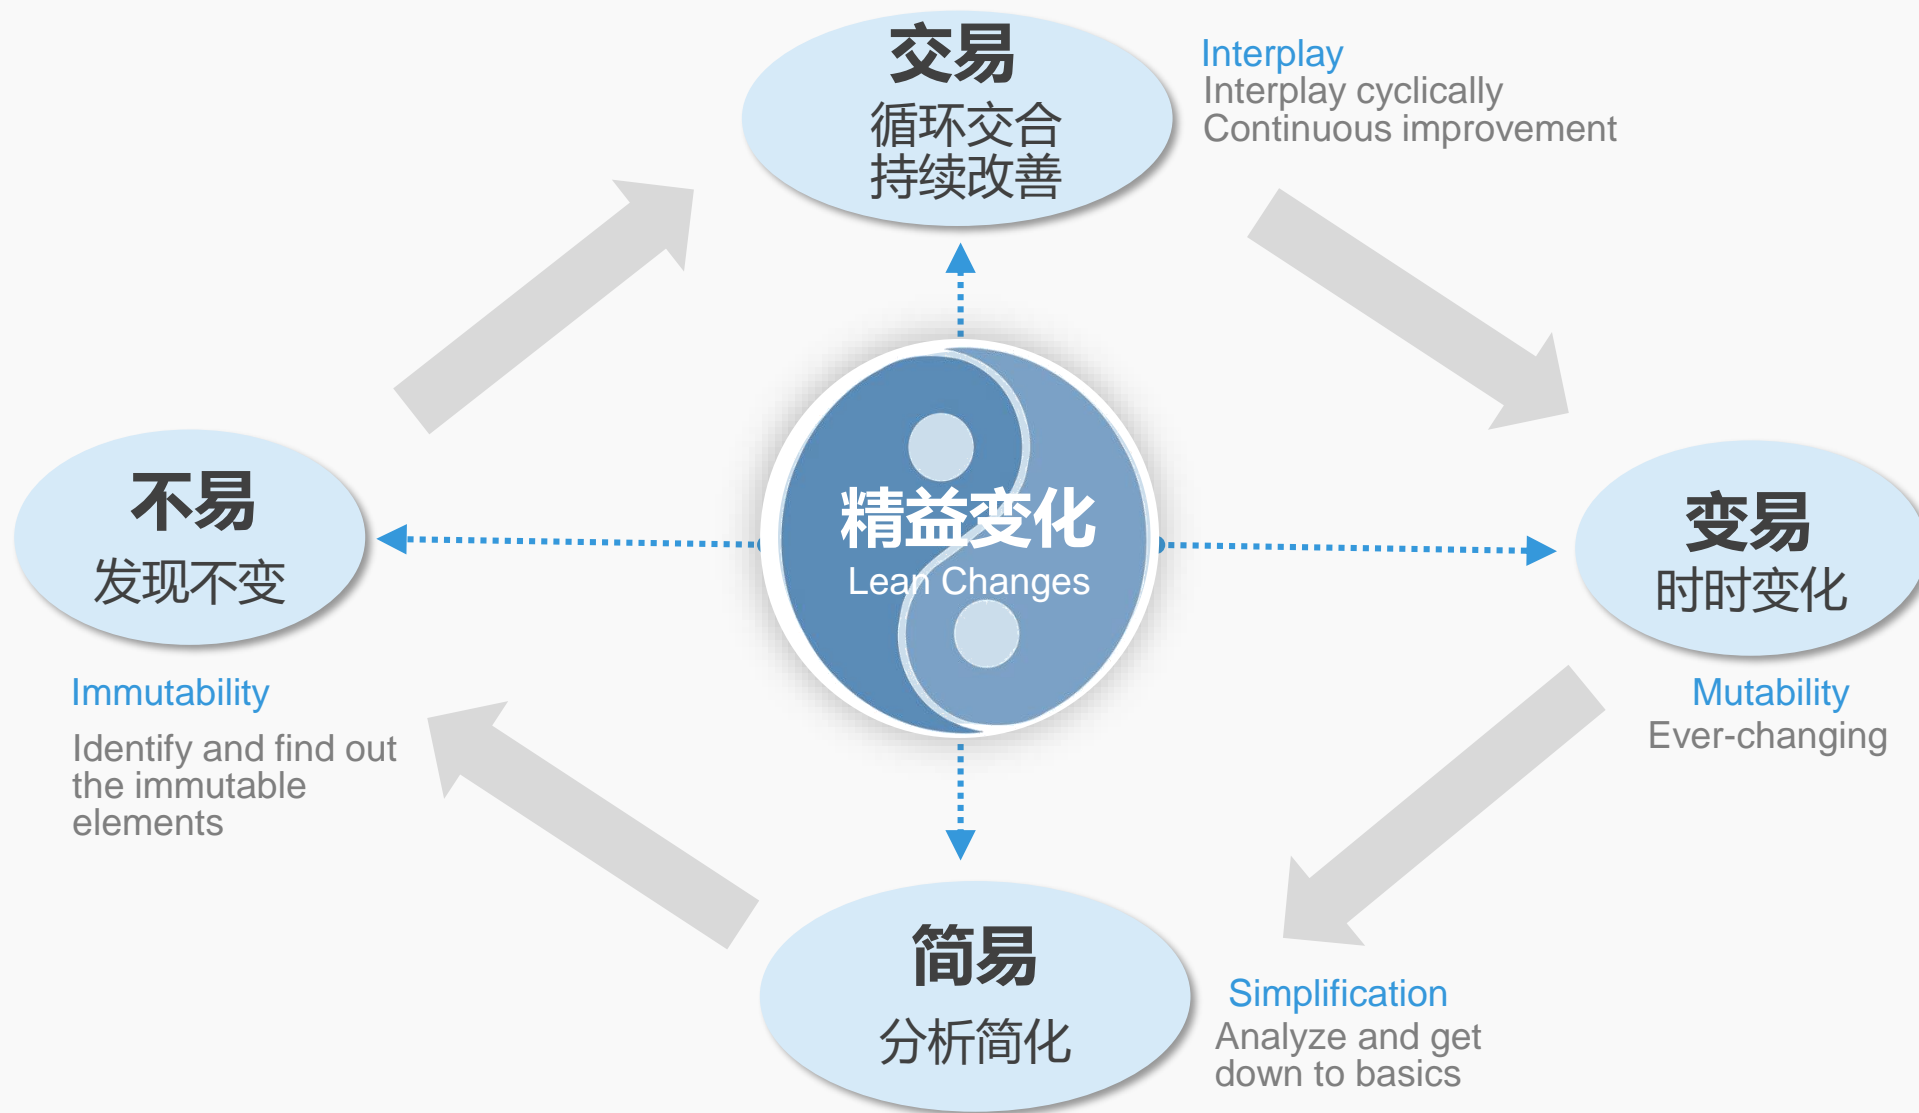 交易
循环交合
持续改善
Interplay
Interplay cyclically
Continuous improvement
不易
发现不变
Immutability
Identify and find out
the immutable
elements
精益变化
Lean Changes
变易
时时变化
Mutability
Ever-changing
简易
分析简化
Simplification
Analyze and get
down to basics